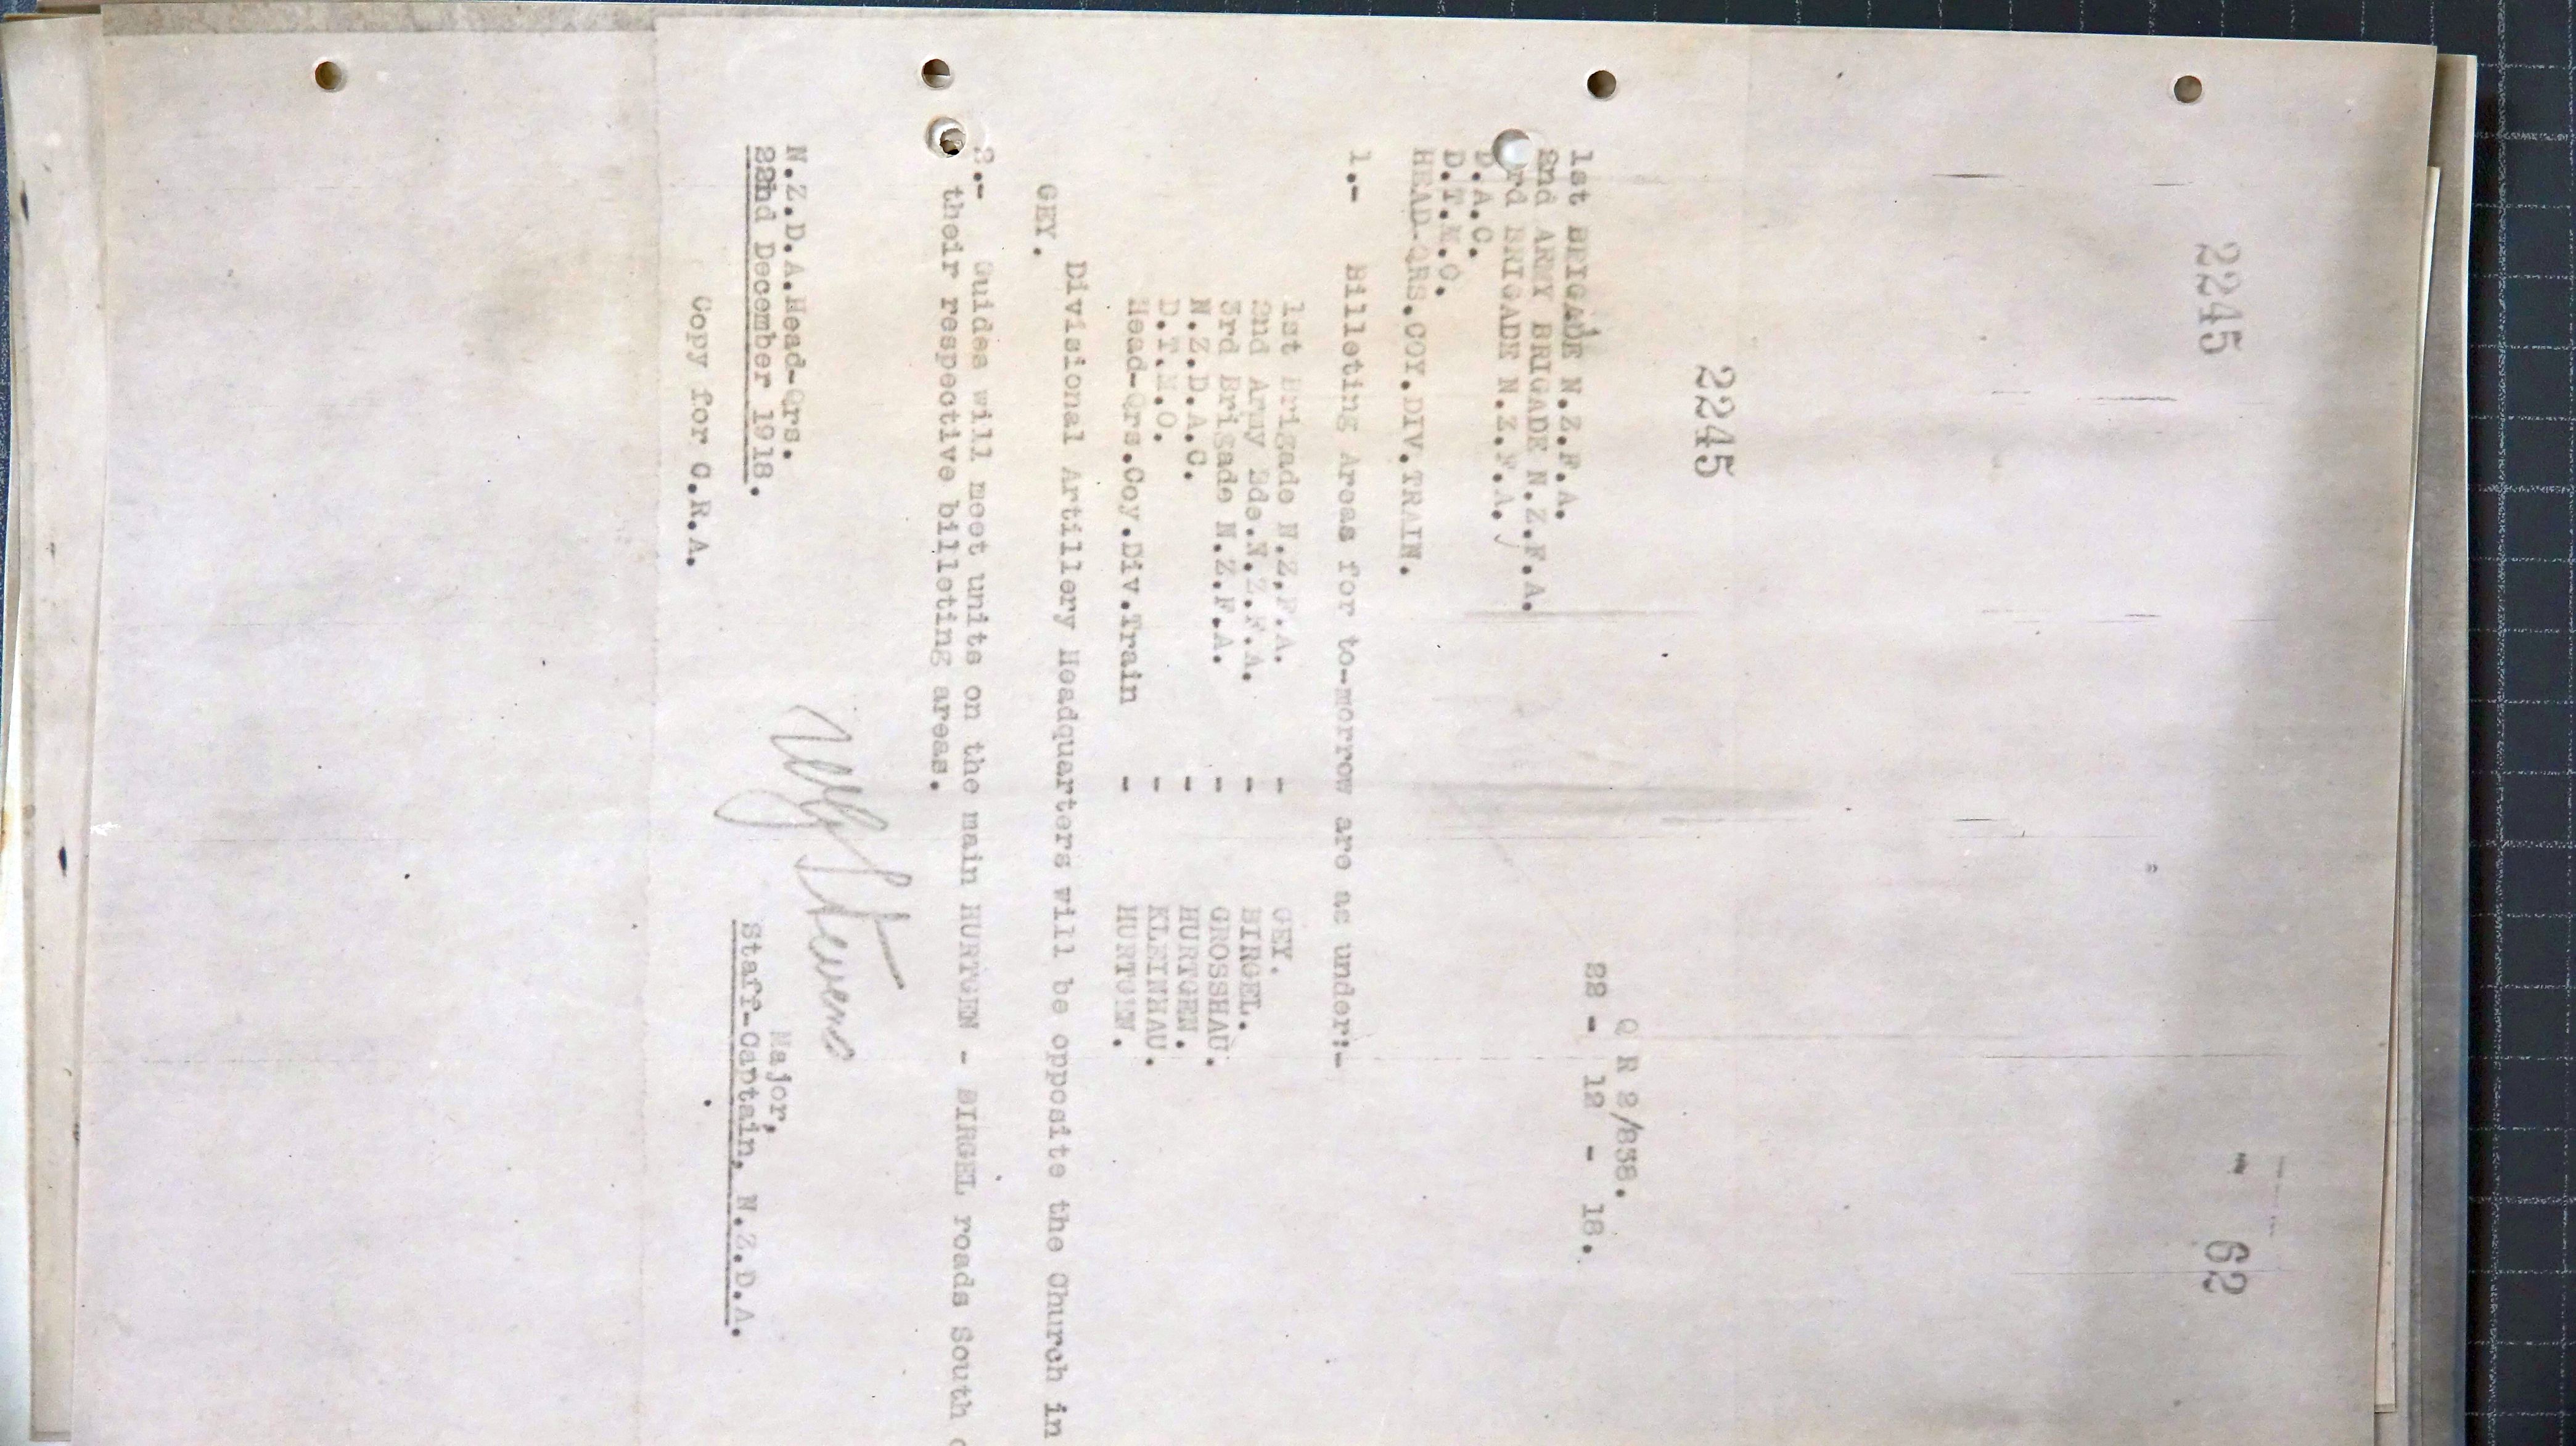 2245
- 62
2245
Q R 2/838.
22 - 12 - 18.
1st BRIGADE N.Z.F.A.
2nd ARMY BRIGADE N.Z.F.A.
rd BRIGADE N.Z.F.A.
D.A.C.
D.T.M.O.
HEAD-QRS.COY.DIV.TRAIN.
1.- Billeting Areas for to-morrow are as under:-
1st Brigade N.Z.F.A. - GEY.
2nd Army Bde.N.Z.F.A. - BIRGEL.
3rd Brigade N.Z.F.A. - GROSSHAU.
N.Z.D.A.C. - HURTGEN.
D.T.M.O. - KLEINHAU.
Head-Qrs.Coy.Div.Train - HURTGEN.
Divisional Artillery Headquarters will be opposite the Church in
GEY.
2.- Guides will meet units on the main HURTGEN - BIRGEL roads South
their respective billeting areas.
Stevens
N.Z.D.A.Head-Qrs. Major,
22nd December 1918. Staff-Captain, N.Z.D.A.
Copy for C.R.A.